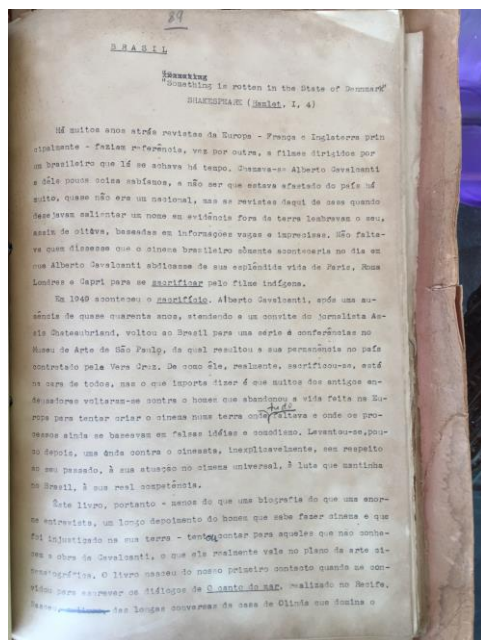 89
BRASIL
"Something is rotten in the State of Denmark"
SHAKESPEARE (Hamlet, I, 4)
Há muitos anos atrás revistas da Europa - França e Inglaterra prin
cipalmente - faziam referência, vez por outra, a filmes dirigidos por
um brasileiro que lá se achava há tempo. Chamava-se Alberto Cavalcanti
e dêle pouca coisa sabíamos, a não ser que estava afastado do país há
muito, quase não era um nacional, mas as revistas daqui de casa quando
desejavam salientar um nome em evidência fora da terra lembravam o seu,
assim de oitiva, baseadas em informações vagas e imprecisas. Não falta-
va quem dissesse que o cinema brasileiro sòmente aconteceria no dia em
que Alberto Cavalcanti abdicasse de sua esplêndida vida de Paris, Roma
Londres e Capri para se sacrificar pelo filme indígena.
Em 1949 aconteceu o sacrifício. Alberto Cavalcanti, após uma au-
sência de quase quarenta anos, atendendo a um convite do jornalista As-
sis Chateaubriand, voltou ao Brasil para uma série de conferências no
Museu de Arte de São Paulo, da qual resultou a sua permanência no país
contratado pela Vera Cruz. De como êle, realmente, sacrificou-se, está
na cara de todos, mas o que importa dizer é que muitos dos antigos en-
deusadores voltaram-se contra o homem que abandonou a vida feita na Eu-
ropa para tentar criar o cinema numa terra onde tudo faltava e onde os pro-
cessos ainda se baseavam em falsas idéias e comodismo. Levantou-se, pou-
co depois, uma onda contra o cineasta, inexplicavelmente, sem respeito
ao seu passado, à sua atuação no cinema universal, à luta que mantinha
no Brasil, à sua real competência.
Êste livro, portanto - menos do que uma biografia do que uma enor-
me entrevista, um longo depoimento do homem que sabe fazer cinema e que
foi injustiçado na sua terra - tentou contar para aqueles que não conhe-
cem a obra de Cavalcanti, o que ele realmente vale no plano da arte ci-
nematográfica. O livro nasceu do nosso primeiro contacto quando me con-
vidou para escrever os diálogos de O canto do mar, realizado no Recife.
Nasceu das longas conversas da casa de Olinda que domina o